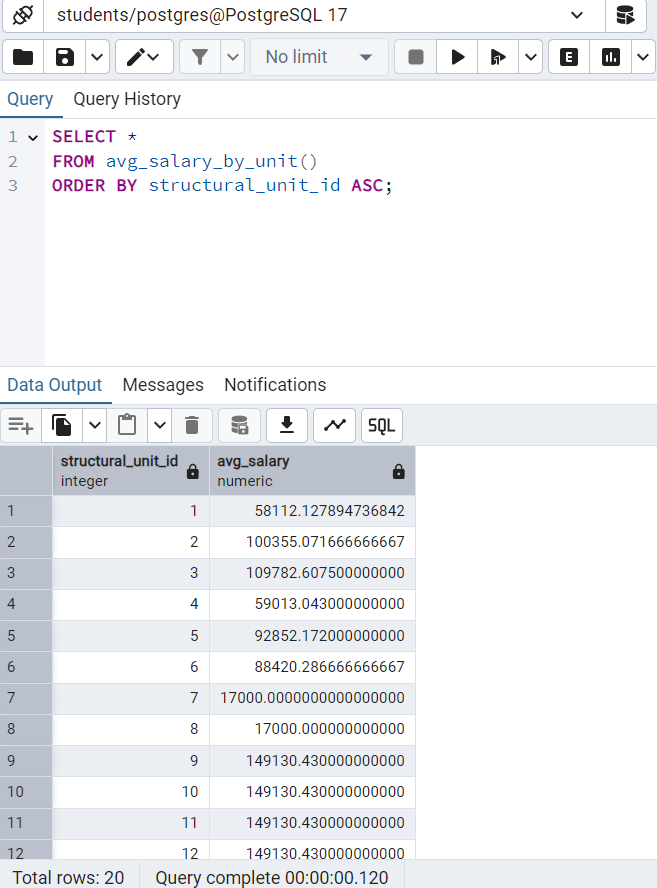 students/postgres@PostgreSQL 17
No limit
E
Query Query History
1 SELECT *
2 FROM avg_salary_by_unit()
3 ORDER BY structural_unit_id ASC;
Data Output Messages Notifications
SQL
structural_unit_id avg_salary
integer numeric
1 1 58112.127894736842
2 2 100355.071666666667
3 3 109782.607500000000
4 4 59013.043000000000
5 5 92852.172000000000
6 6 88420.286666666667
7 7 17000.0000000000000000
8 8 17000.000000000000
9 9 149130.430000000000
10 10 149130.430000000000
11 11 149130.430000000000
12 12 149130.430000000000
Total rows: 20 Query complete 00:00:00.120